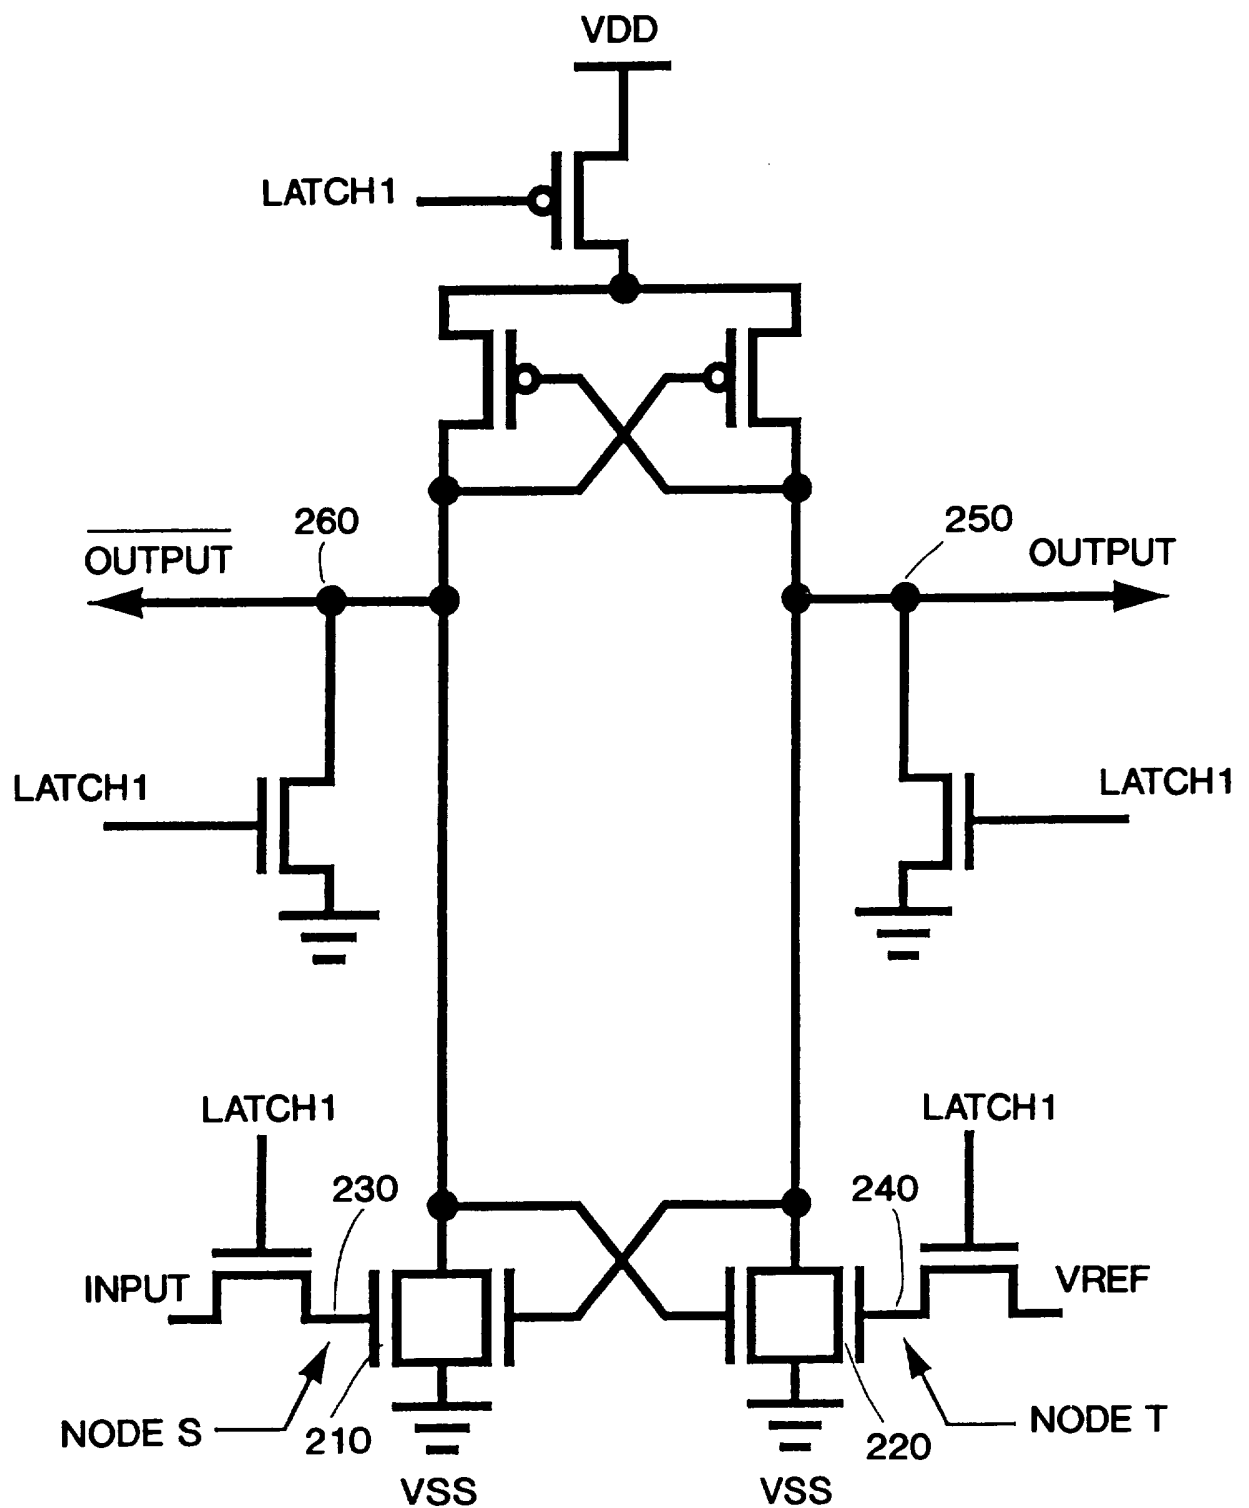 VDD
LATCH1
260
OUTPUT
250
OUTPUT
LATCH1
LATCH1
LATCH1
LATCH1
230
240
INPUT
VREF
NODE S
210
220
NODE T
VSS
VSS